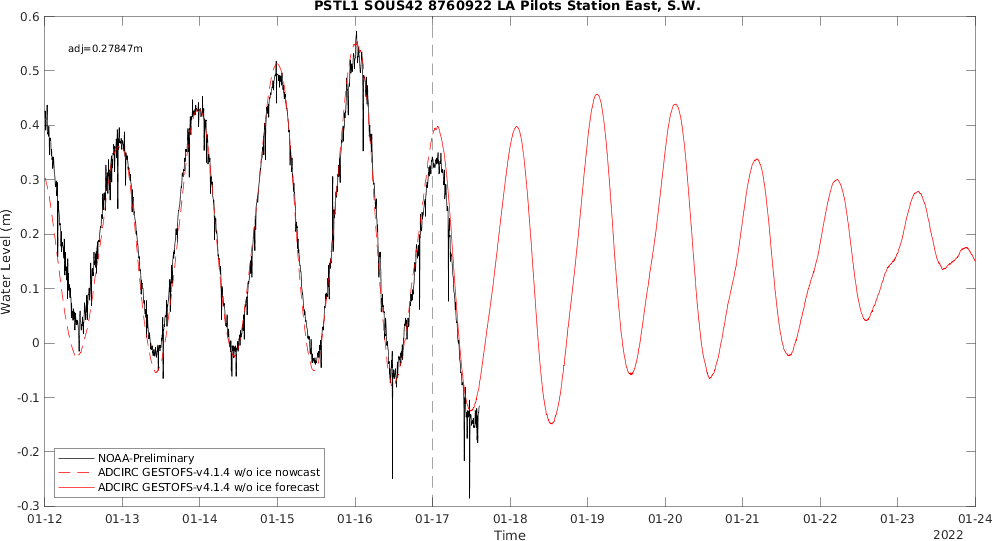 PSTL1 SOUS42 8760922 LA Pilots Station East, S.W.
adj=0.27847m
0.6
0.5
0.4
0.3
0.2
0.1
0
-0.1
-0.2
-0.3
Water Level (m)
NOAA-Preliminary
ADCIRC GESTOFS-v4.1.4 w/o ice nowcast
ADCIRC GESTOFS-v4.1.4 w/o ice forecast
01-12 01-13 01-14 01-15 01-16 01-17 01-18 01-19 01-20 01-21 01-22 01-23 01-24
Time
2022